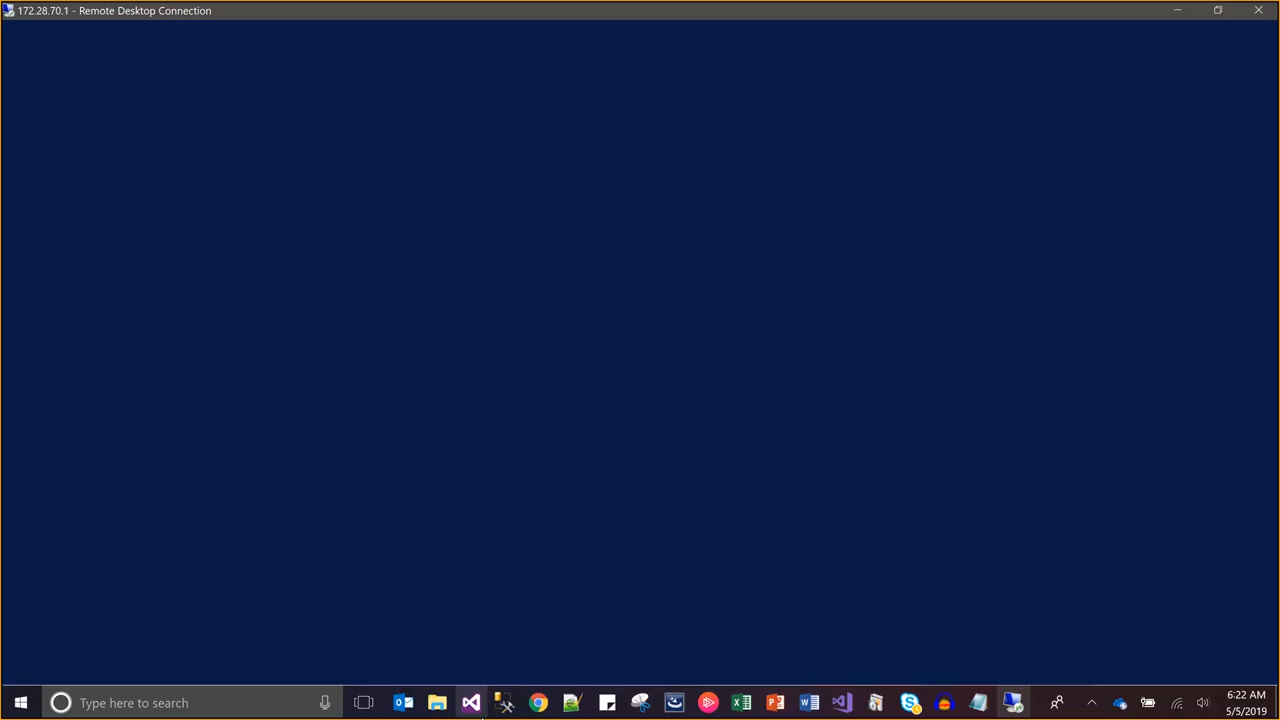 172.28.70.1 - Remote Desktop Connection
Type here to search
6:22 AM
5/5/2019